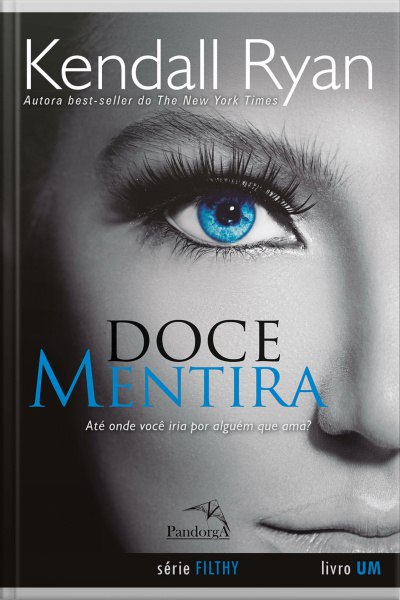 Kendall Ryan
Autora best-seller do The New York Times
DOCE
MENTIRA
Até onde você iria por alguém que ama?
PandorgA
série FILTHY livro UM